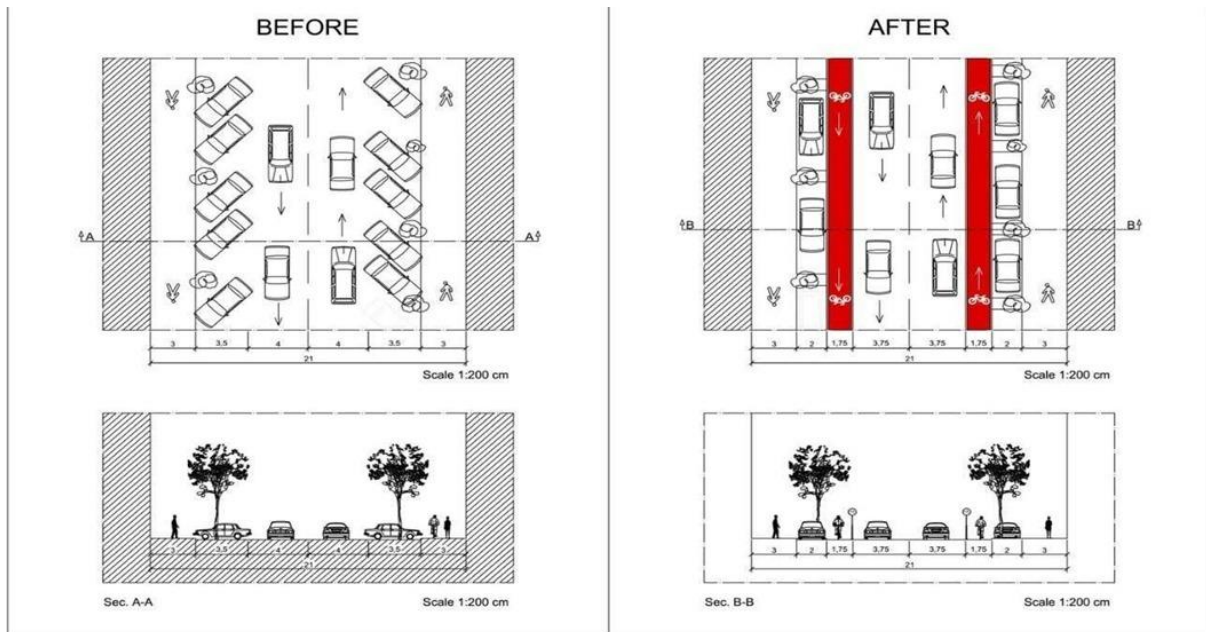 BEFORE
A
A
3 3,5 4 4 3,5 3
21
Scale 1:200 cm
3 3,5 4 4 3,5 3
21
Sec. A-A
Scale 1:200 cm
AFTER
B
B
3 2 1,75 3,75 3,75 1,75 2 3
21
Scale 1:200 cm
3 2 1,75 3,75 3,75 1,75 2 3
21
Sec. B-B
Scale 1:200 cm